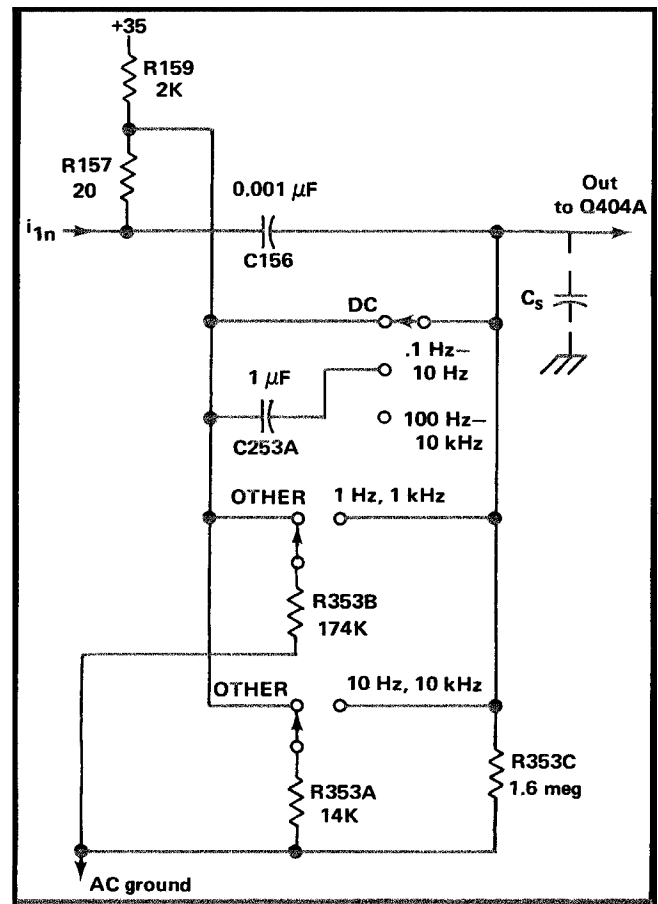 +35
R159
2K
R157
20
0.001 µF
C156
i1n
Out
to Q404A
Cs
DC
.1 Hz–
10 Hz
1 µF
C253A
100 Hz–
10 kHz
OTHER
1 Hz, 1 kHz
R353B
174K
OTHER
10 Hz, 10 kHz
R353A
14K
R353C
1.6 meg
AC ground